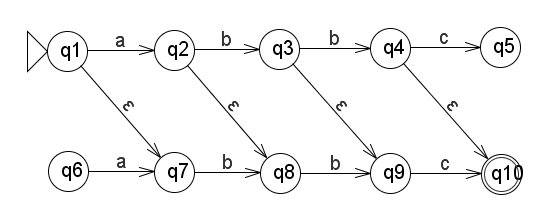 a b b c
q1 q2 q3 q4 q5
ε ε ε ε
a b b c
q6 q7 q8 q9 q10